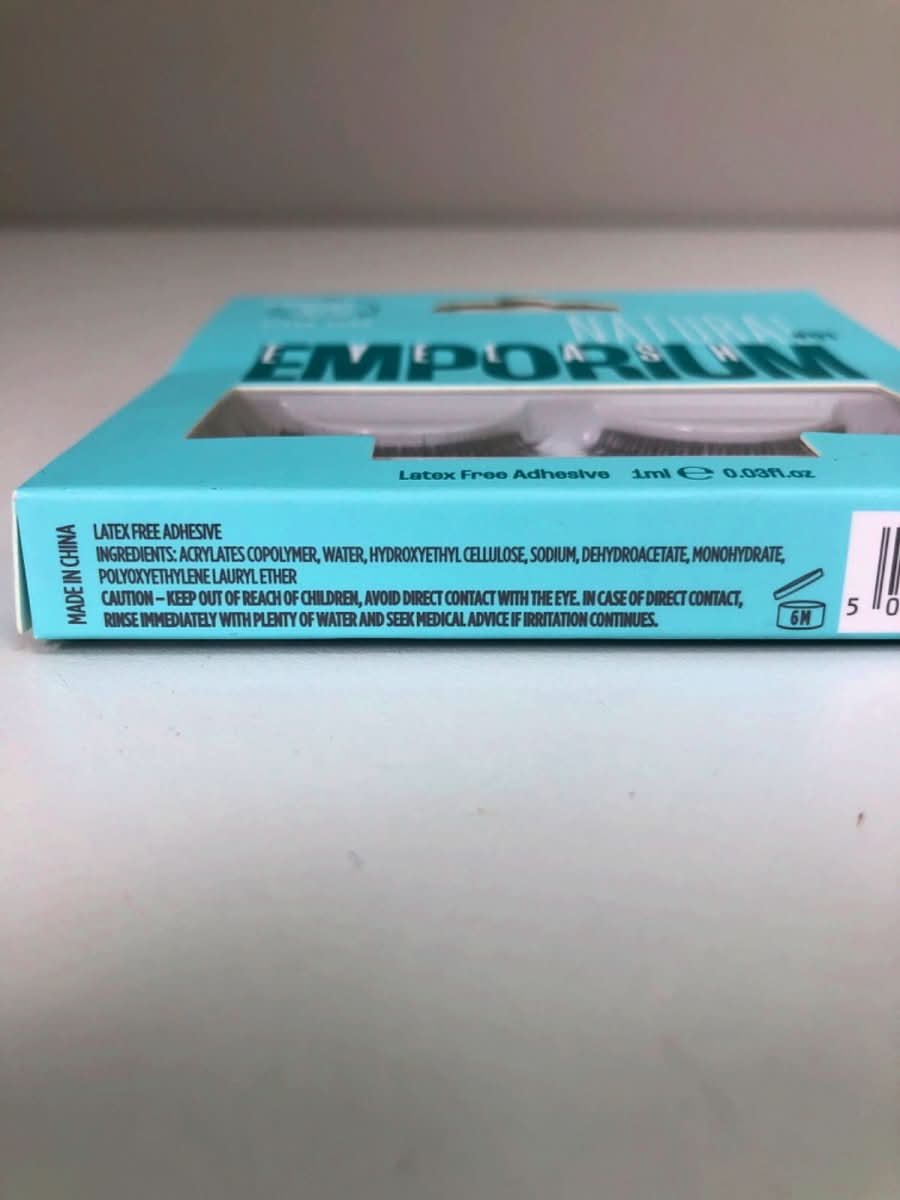 NATURAL
EYELASH
EMPORIUM
Latex Free Adhesive 1ml ℮ 0.03fl.oz
MADE IN CHINA
LATEX FREE ADHESIVE
INGREDIENTS: ACRYLATES COPOLYMER, WATER, HYDROXYETHYL CELLULOSE, SODIUM, DEHYDROACETATE, MONOHYDRATE,
POLYOXYETHYLENE LAURYL ETHER
CAUTION – KEEP OUT OF REACH OF CHILDREN, AVOID DIRECT CONTACT WITH THE EYE. IN CASE OF DIRECT CONTACT,
RINSE IMMEDIATELY WITH PLENTY OF WATER AND SEEK MEDICAL ADVICE IF IRRITATION CONTINUES.
6M
5 0